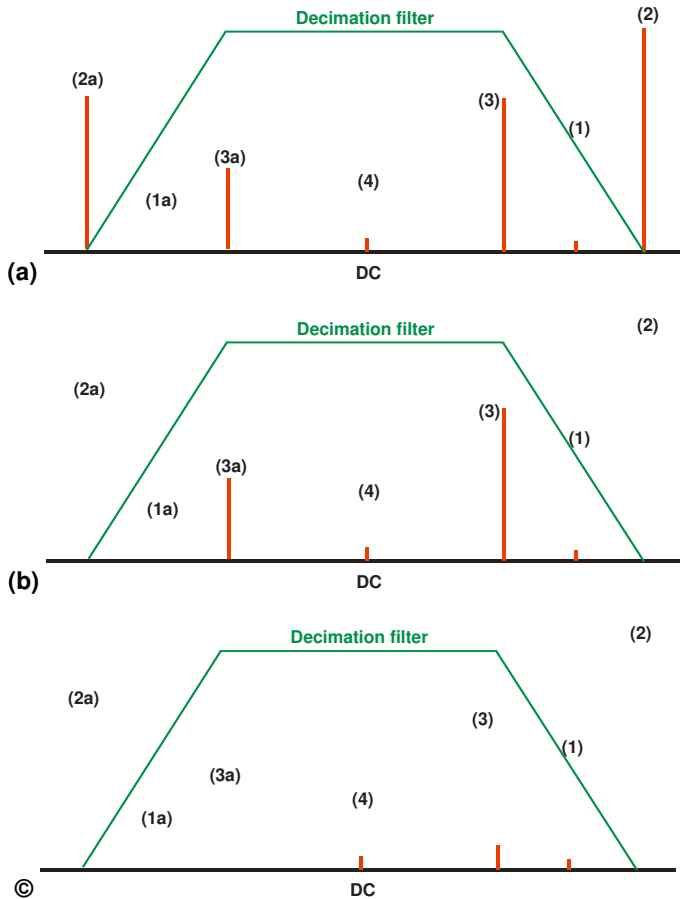 Decimation filter
(2)
(2a)
(3)
(1)
(3a)
(4)
(1a)
(a)
DC
Decimation filter
(2)
(2a)
(3)
(1)
(3a)
(4)
(1a)
(b)
DC
Decimation filter
(2)
(2a)
(3)
(1)
(3a)
(4)
(1a)
©
DC